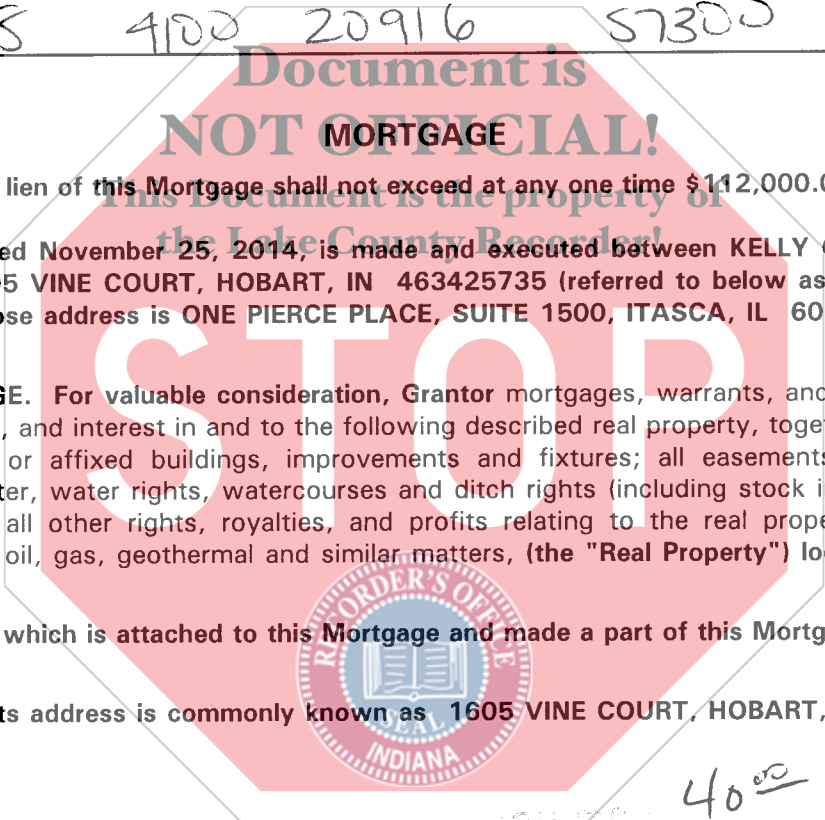 S 4100 20916 57300
Document is
NOT OFFICIAL!
MORTGAGE
lien of this Mortgage shall not exceed at any one time $112,000.0
This Document is the property of
the Lake County Recorder!
ed November 25, 2014, is made and executed between KELLY
5 VINE COURT, HOBART, IN 463425735 (referred to below as
ose address is ONE PIERCE PLACE, SUITE 1500, ITASCA, IL 60
STOP
GE. For valuable consideration, Grantor mortgages, warrants, and
, and interest in and to the following described real property, toge
or affixed buildings, improvements and fixtures; all easements
ter, water rights, watercourses and ditch rights (including stock i
all other rights, royalties, and profits relating to the real prope
oil, gas, geothermal and similar matters, (the "Real Property") lo
RECORDER'S OFFICE
which is attached to this Mortgage and made a part of this Mortg
SEAL
ts address is commonly known as 1605 VINE COURT, HOBART,
INDIANA
40 00